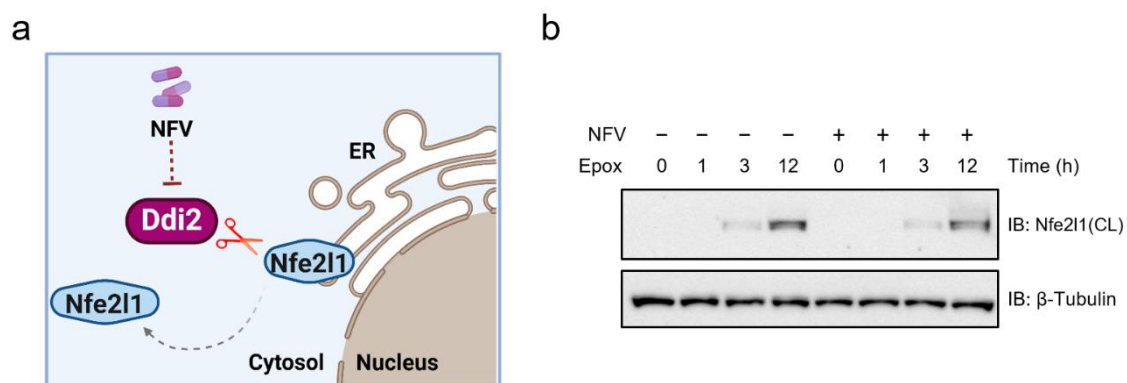 a
NFV
ER
Ddi2
Nfe2l1
Nfe2l1
Cytosol Nucleus
b
NFV − − − − + + + +
Epox 0 1 3 12 0 1 3 12 Time (h)
IB: Nfe2l1(CL)
IB: β-Tubulin